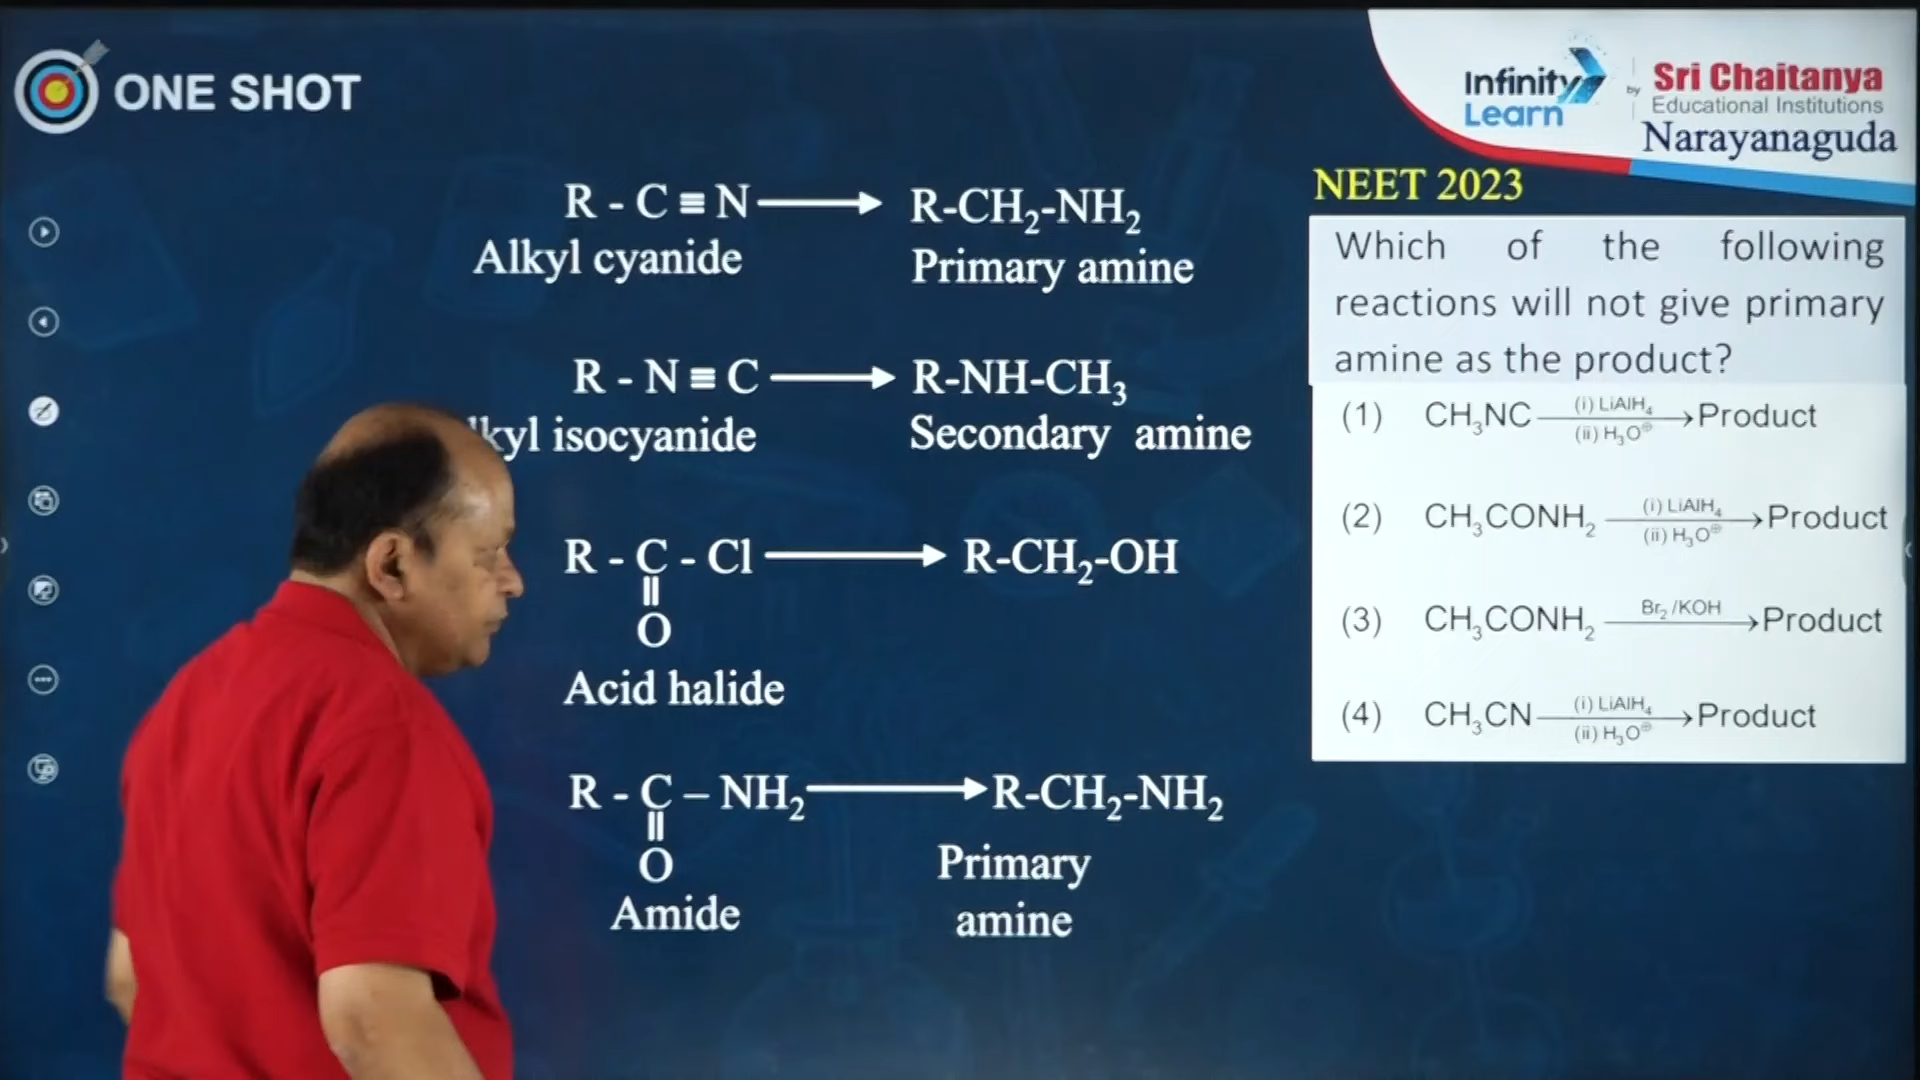 ONE SHOT
Infinity Learn
by
Sri Chaitanya
Educational Institutions
Narayanaguda
R - C ≡ N ⟶ R-CH₂-NH₂
Alkyl cyanide
Primary amine
R - N ≡ C ⟶ R-NH-CH₃
lkyl isocyanide
Secondary amine
R - C - Cl ⟶ R-CH₂-OH
||
O
Acid halide
R - C – NH₂ ⟶ R-CH₂-NH₂
||
O
Amide
Primary
amine
NEET 2023
Which of the following
reactions will not give primary
amine as the product?
(1) CH₃NC (i) LiAlH₄ (ii) H₃O⊕ ⟶ Product
(2) CH₃CONH₂ (i) LiAlH₄ (ii) H₃O⊕ ⟶ Product
(3) CH₃CONH₂ Br₂/KOH ⟶ Product
(4) CH₃CN (i) LiAlH₄ (ii) H₃O⊕ ⟶ Product